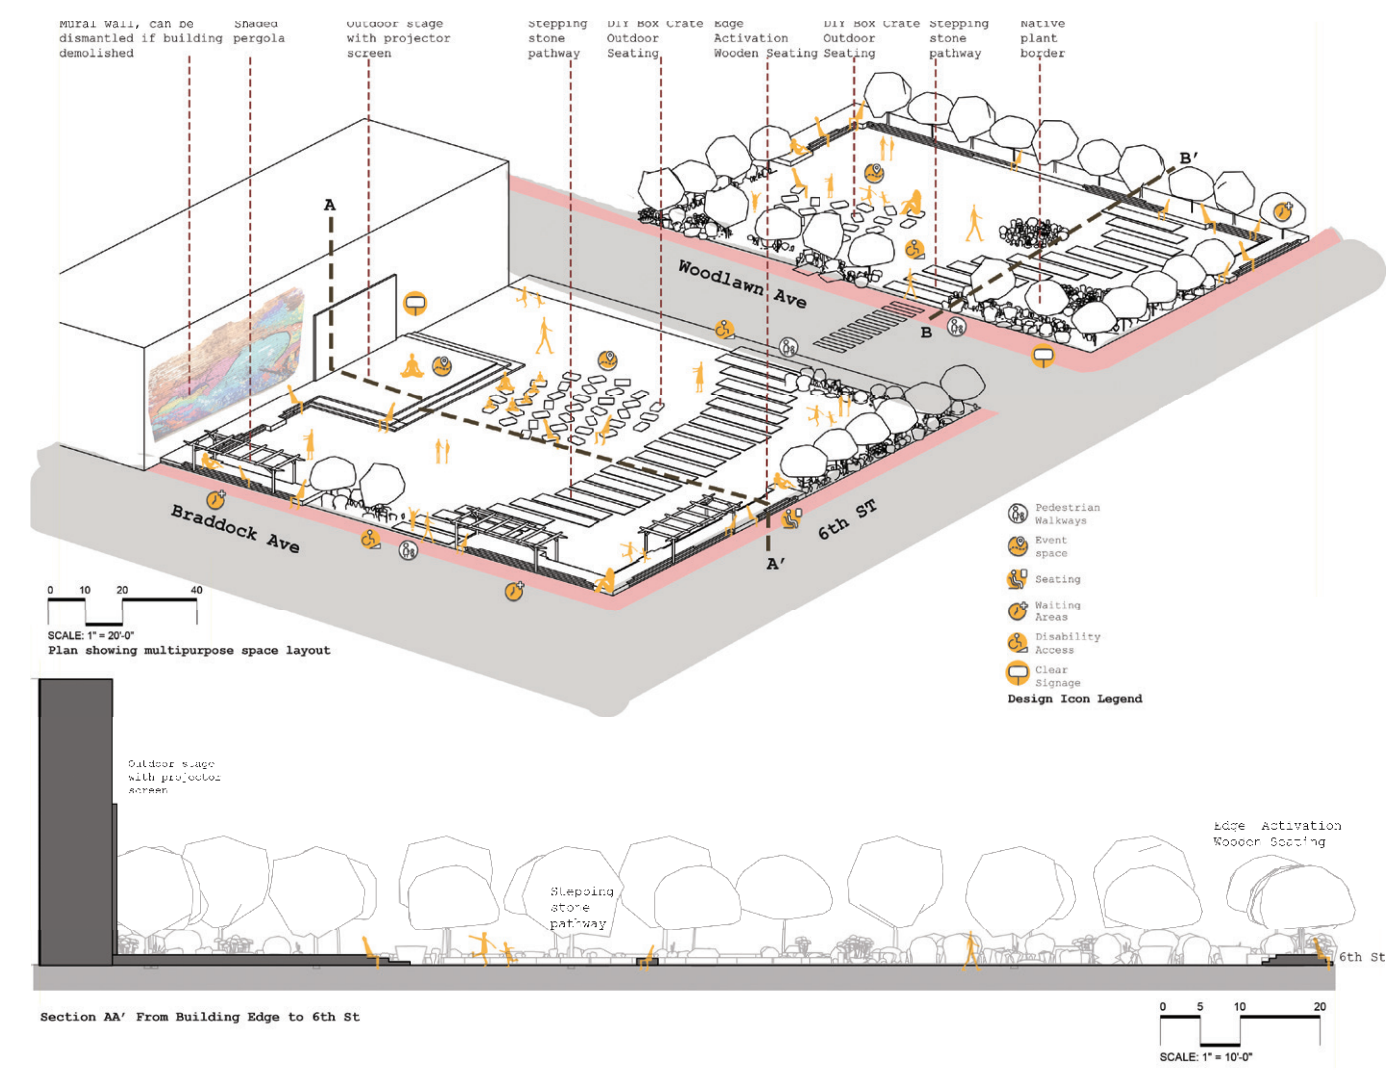 Mural wall, can be
dismantled if building
demolished
Shaded
pergola
Outdoor stage
with projector
screen
Stepping
stone
pathway
DIY Box Crate
Outdoor
Seating
Edge
Activation
Wooden Seating
DIY Box Crate
Outdoor
Seating
Stepping
stone
pathway
Native
plant
border
A
B'
Woodlawn Ave
B
Braddock Ave
6th ST
A'
0 10 20 40
SCALE: 1" = 20'-0"
Plan showing multipurpose space layout
Pedestrian
Walkways
Event
space
Seating
Waiting
Areas
Disability
Access
Clear
Signage
Design Icon Legend
Outdoor stage
with projector
screen
Stepping
stone
pathway
Edge Activation
Wooden Seating
6th St
Section AA' From Building Edge to 6th St
0 5 10 20
SCALE: 1" = 10'-0"